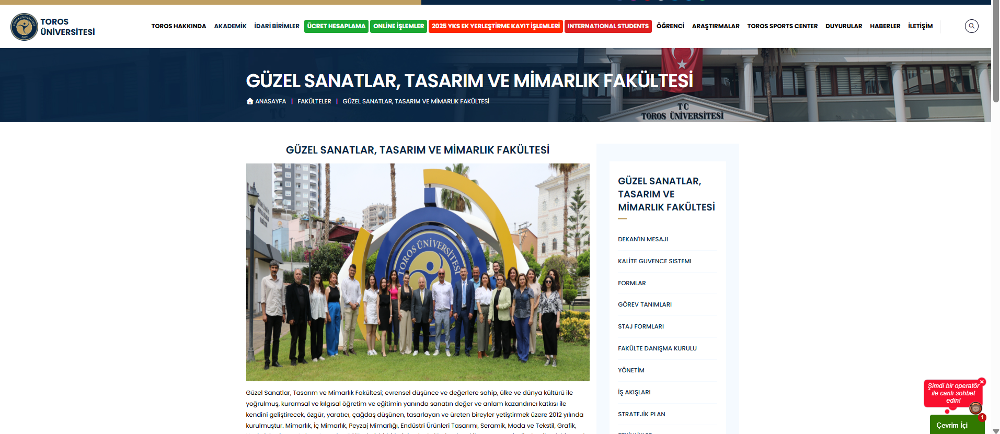 TOROS
ÜNİVERSİTESİ
TOROS HAKKINDA AKADEMİK İDARİ BİRİMLER ÜCRET HESAPLAMA ONLİNE İŞLEMLER 2025 YKS EK YERLEŞTİRME KAYIT İŞLEMLERİ INTERNATIONAL STUDENTS ÖĞRENCİ ARAŞTIRMALAR TOROS SPORTS CENTER DUYURULAR HABERLER İLETİŞİM
GÜZEL SANATLAR, TASARIM VE MİMARLIK FAKÜLTESİ
ANASAYFA | FAKÜLTELER | GÜZEL SANATLAR, TASARIM VE MİMARLIK FAKÜLTESİ
TC
TOROS ÜNİVERSİTESİ
GÜZEL SANATLAR, TASARIM VE MİMARLIK FAKÜLTESİ
TOROS ÜNİVERSİTESİ
Güzel Sanatlar, Tasarım ve Mimarlık Fakültesi; evrensel düşünce ve değerlere sahip, ülke ve dünya kültürü ile
yoğrulmuş, kuramsal ve kılgısal öğretim ve eğitimin yanında sanatın değer ve anlam kazandırıcı katkısı ile
kendini geliştirecek, özgür, yaratıcı, çağdaş düşünen, tasarlayan ve üreten bireyler yetiştirmek üzere 2012 yılında
kurulmuştur. Mimarlık, İç Mimarlık, Peyzaj Mimarlığı, Endüstri Ürünleri Tasarımı, Seramik, Moda ve Tekstil, Grafik,
GÜZEL SANATLAR,
TASARIM VE
MİMARLIK FAKÜLTESİ
DEKAN'IN MESAJI
KALİTE GUVENCE SISTEMI
FORMLAR
GÖREV TANIMLARI
STAJ FORMLARI
FAKÜLTE DANIŞMA KURULU
YÖNETİM
İŞ AKIŞLARI
STRATEJİK PLAN
Şimdi bir operatör
ile canlı sohbet
edin!
1
Çevrim İçi